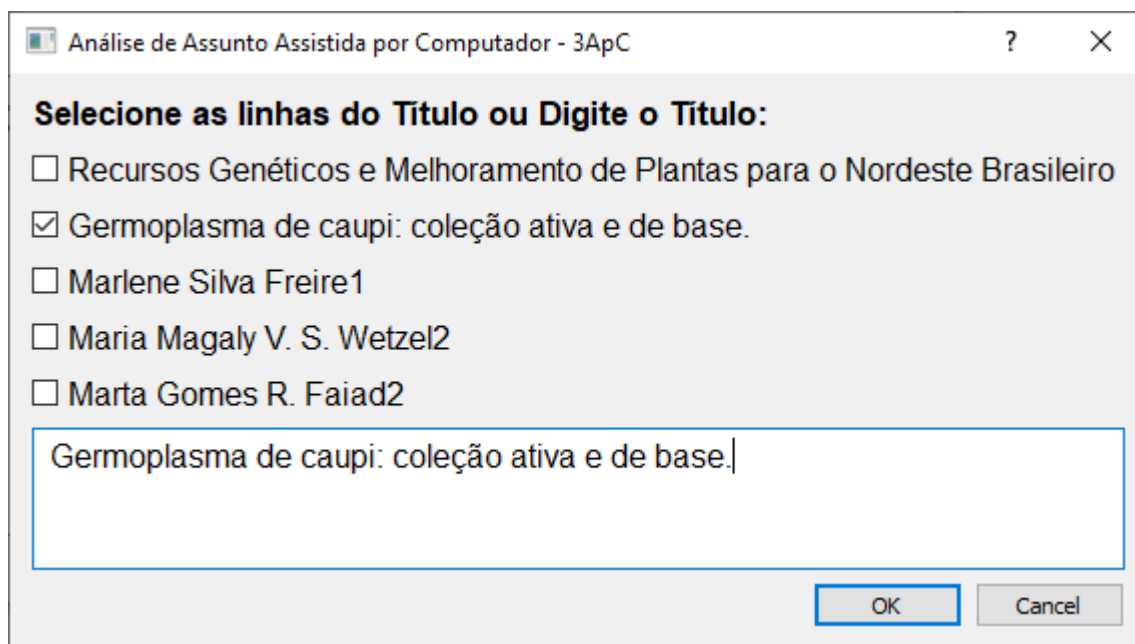 Análise de Assunto Assistida por Computador - 3ApC ?
Selecione as linhas do Título ou Digite o Título:
Recursos Genéticos e Melhoramento de Plantas para o Nordeste Brasileiro
Germoplasma de caupi: coleção ativa e de base.
Marlene Silva Freire1
Maria Magaly V. S. Wetzel2
Marta Gomes R. Faiad2
Germoplasma de caupi: coleção ativa e de base.
OK Cancel